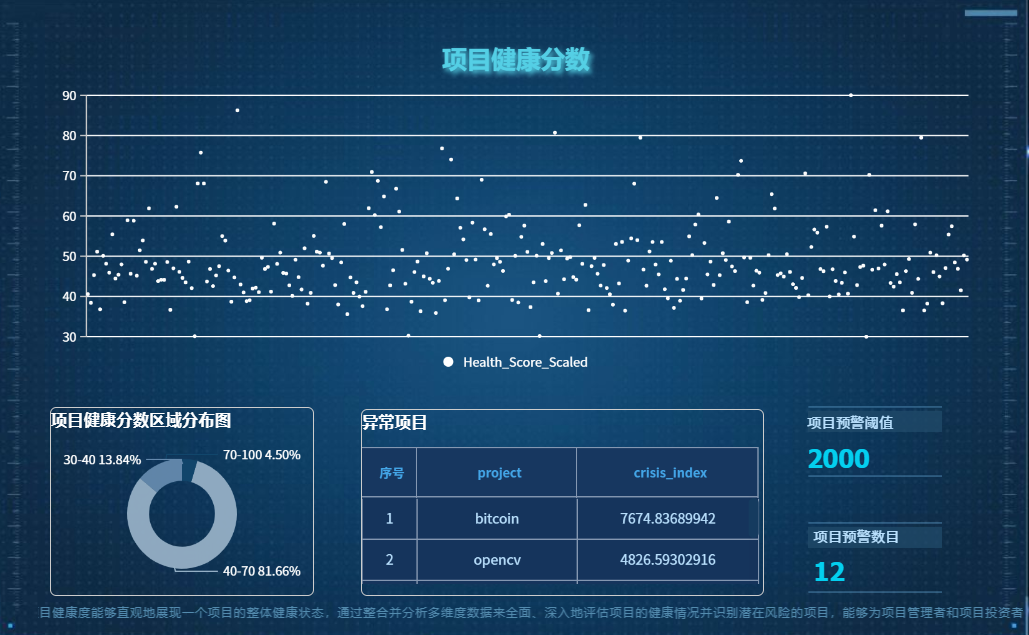 项目健康分数
90
80
70
60
50
40
30
Health_Score_Scaled
项目健康分数区域分布图
30-40 13.84%
70-100 4.50%
40-70 81.66%
异常项目
序号 project crisis_index
1 bitcoin 7674.83689942
2 opencv 4826.59302916
项目预警阈值
2000
项目预警数目
12
目健康度能够直观地展现一个项目的整体健康状态，通过整合并分析多维度数据来全面、深入地评估项目的健康情况并识别潜在风险的项目，能够为项目管理者和项目投资者